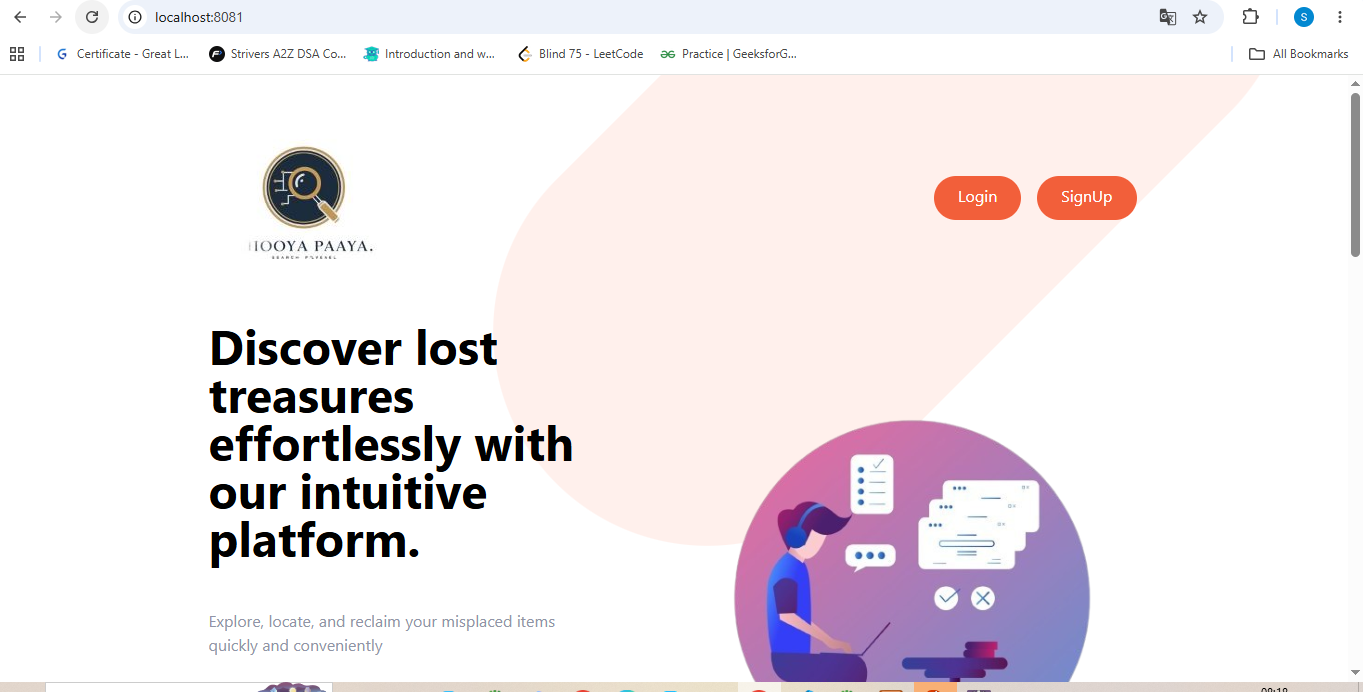 localhost:8081
S
Certificate - Great L...
Strivers A2Z DSA Co...
Introduction and w...
Blind 75 - LeetCode
Practice | GeeksforG...
All Bookmarks
Login
SignUp
HOOYA PAAYA.
Discover lost
treasures
effortlessly with
our intuitive
platform.
Explore, locate, and reclaim your misplaced items
quickly and conveniently